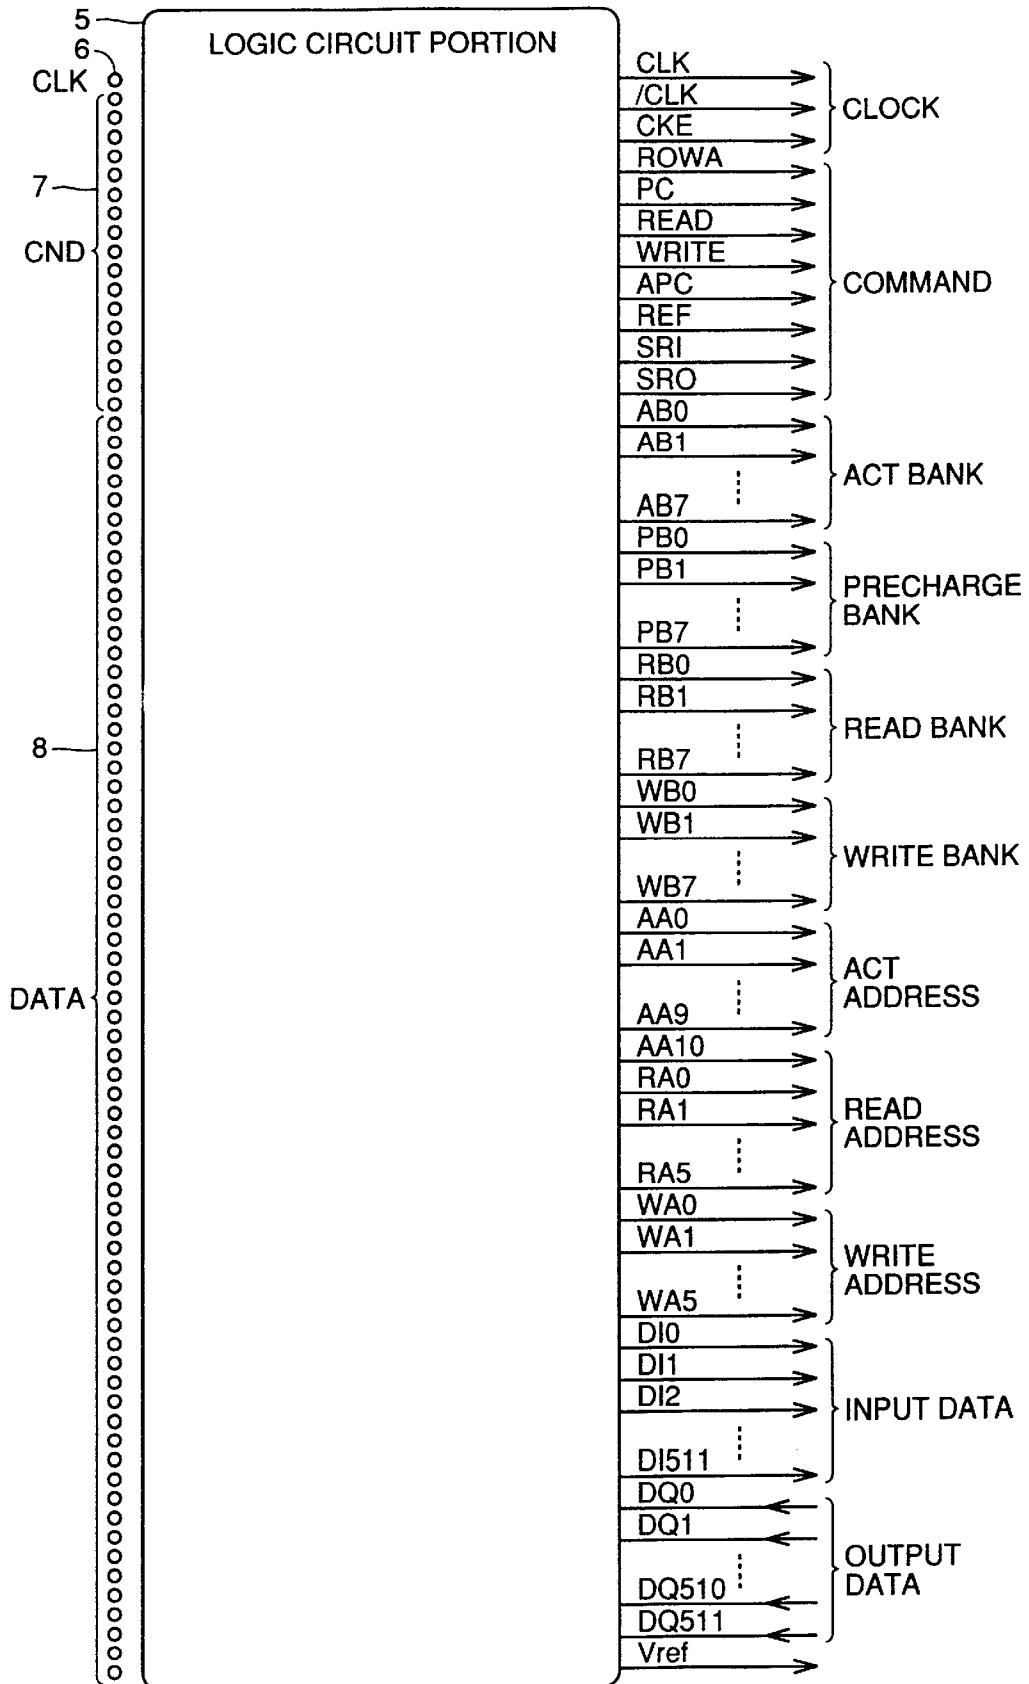 5
LOGIC CIRCUIT PORTION
6
CLK
7
CND
8
DATA
CLK
/CLK
CKE
CLOCK
ROWA
PC
READ
WRITE
APC
REF
SRI
SRO
COMMAND
AB0
AB1
AB7
ACT BANK
PB0
PB1
PB7
PRECHARGE
BANK
RB0
RB1
RB7
READ BANK
WB0
WB1
WB7
WRITE BANK
AA0
AA1
AA9
ACT
ADDRESS
AA10
RA0
RA1
RA5
READ
ADDRESS
WA0
WA1
WA5
WRITE
ADDRESS
DI0
DI1
DI2
DI511
INPUT DATA
DQ0
DQ1
DQ510
DQ511
OUTPUT
DATA
Vref